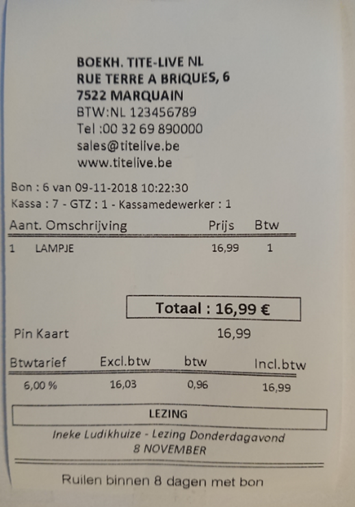 BOEKH. TITE-LIVE NL
RUE TERRE A BRIQUES, 6
7522 MARQUAIN
BTW:NL 123456789
Tel :00 32 69 890000
sales@titelive.be
www.titelive.be
Bon : 6 van 09-11-2018 10:22:30
Kassa : 7 - GTZ : 1 - Kassamedewerker : 1
Aant. Omschrijving Prijs Btw
1 LAMPJE 16,99 1
Totaal : 16,99 €
Pin Kaart 16,99
Btwtarief Excl.btw btw Incl.btw
6,00 % 16,03 0,96 16,99
LEZING
Ineke Ludikhuize - Lezing Donderdagavond
8 NOVEMBER
Ruilen binnen 8 dagen met bon